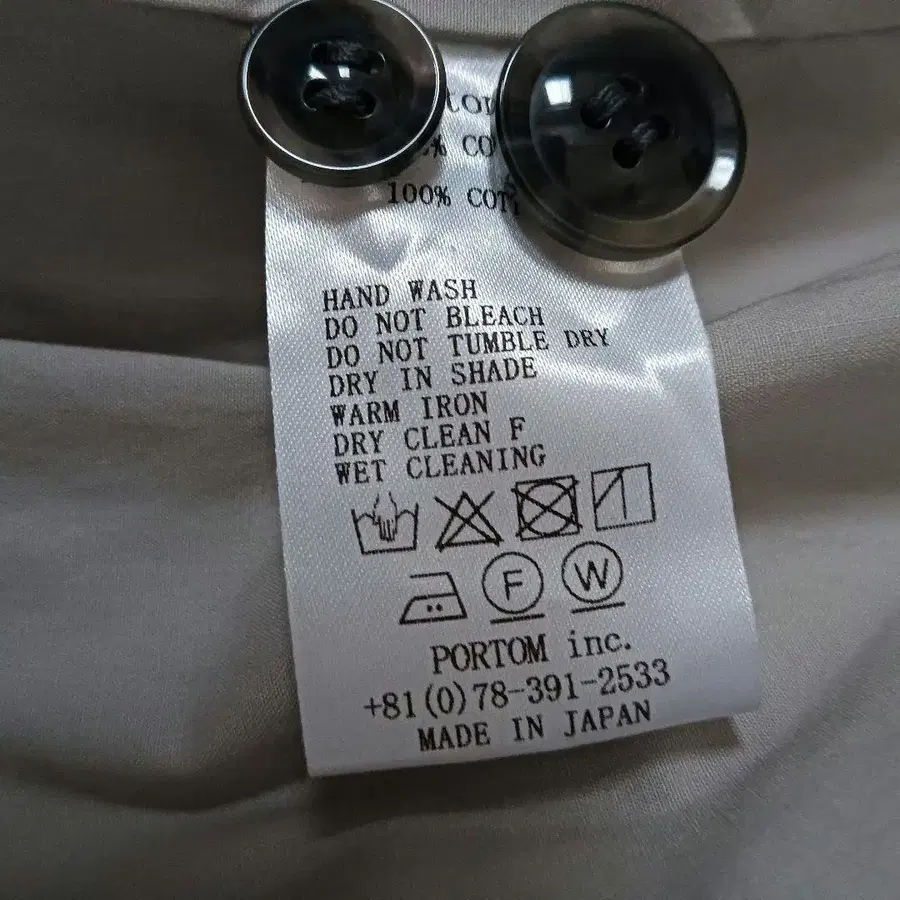 100%
HAND WASH
DO NOT BLEACH
DO NOT TUMBLE DRY
DRY IN SHADE
WARM IRON
DRY CLEAN F
WET CLEANING
F W
PORTOM inc.
+81(0)78-391-2533
MADE IN JAPAN